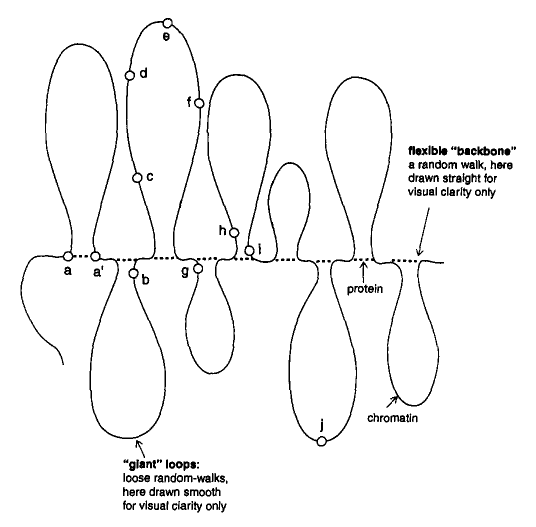 e
d
f
c
flexible "backbone"
a random walk, here
drawn straight for
visual clarity only
h
i
a
a'
b
g
protein
chromatin
j
"giant" loops:
loose random-walks,
here drawn smooth
for visual clarity only